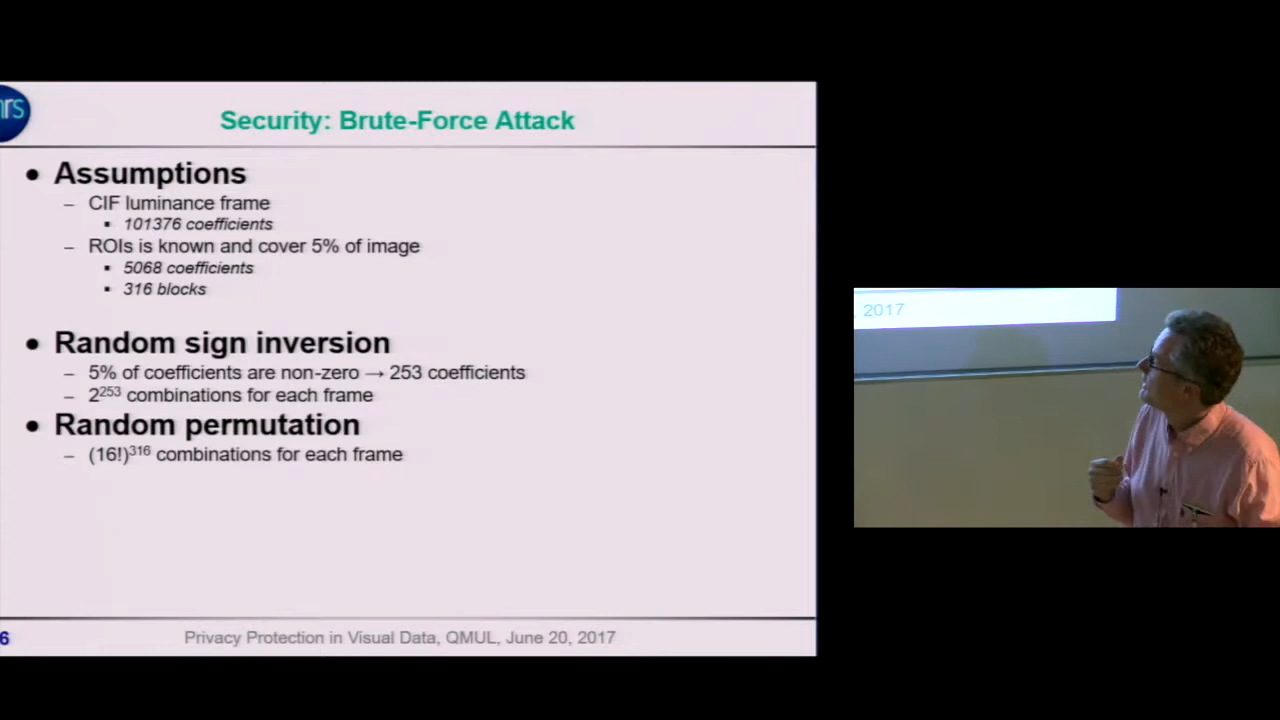 nrs
Security: Brute-Force Attack
• Assumptions
– CIF luminance frame
▪ 101376 coefficients
– ROIs is known and cover 5% of image
▪ 5068 coefficients
▪ 316 blocks
• Random sign inversion
– 5% of coefficients are non-zero → 253 coefficients
– 2²⁵³ combinations for each frame
• Random permutation
– (16!)³¹⁶ combinations for each frame
6
Privacy Protection in Visual Data, QMUL, June 20, 2017
, 2017